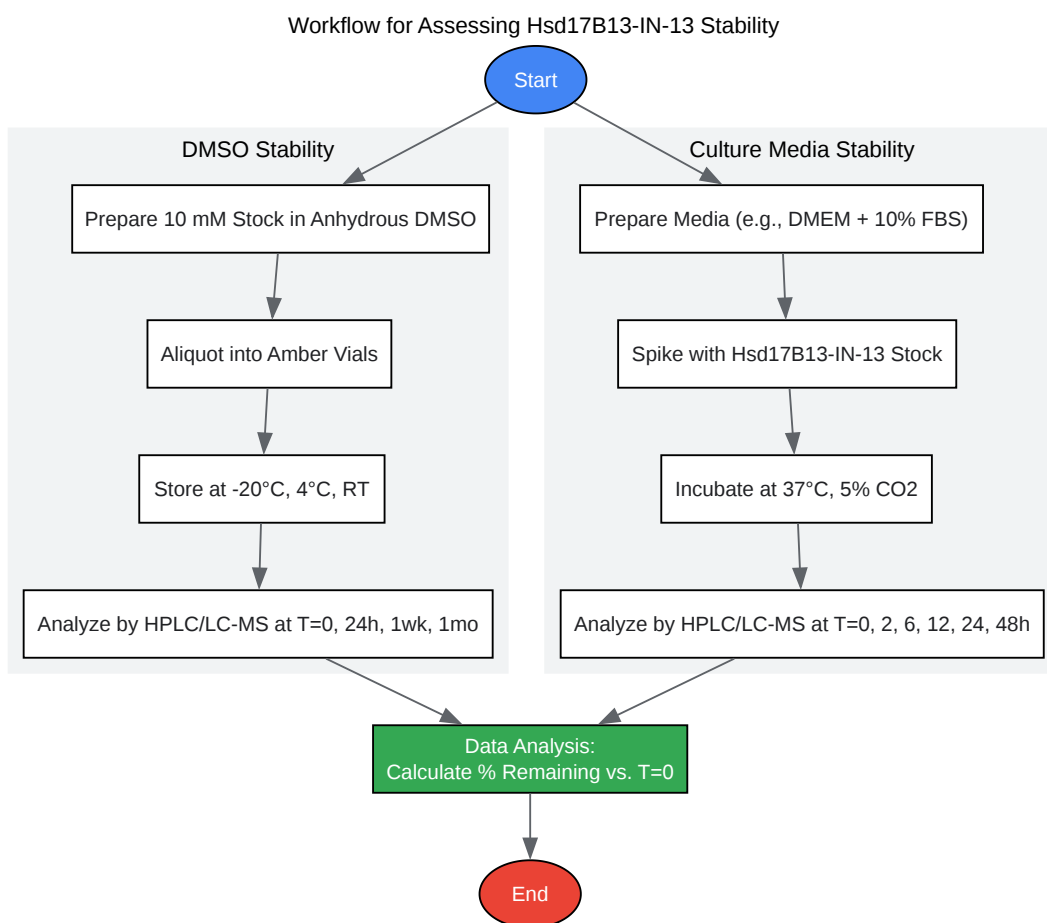 Workflow for Assessing Hsd17B13-IN-13 Stability
Start
DMSO Stability
Prepare 10 mM Stock in Anhydrous DMSO
Aliquot into Amber Vials
Store at -20°C, 4°C, RT
Analyze by HPLC/LC-MS at T=0, 24h, 1wk, 1mo
Culture Media Stability
Prepare Media (e.g., DMEM + 10% FBS)
Spike with Hsd17B13-IN-13 Stock
Incubate at 37°C, 5% CO2
Analyze by HPLC/LC-MS at T=0, 2, 6, 12, 24, 48h
Data Analysis:
Calculate % Remaining vs. T=0
End